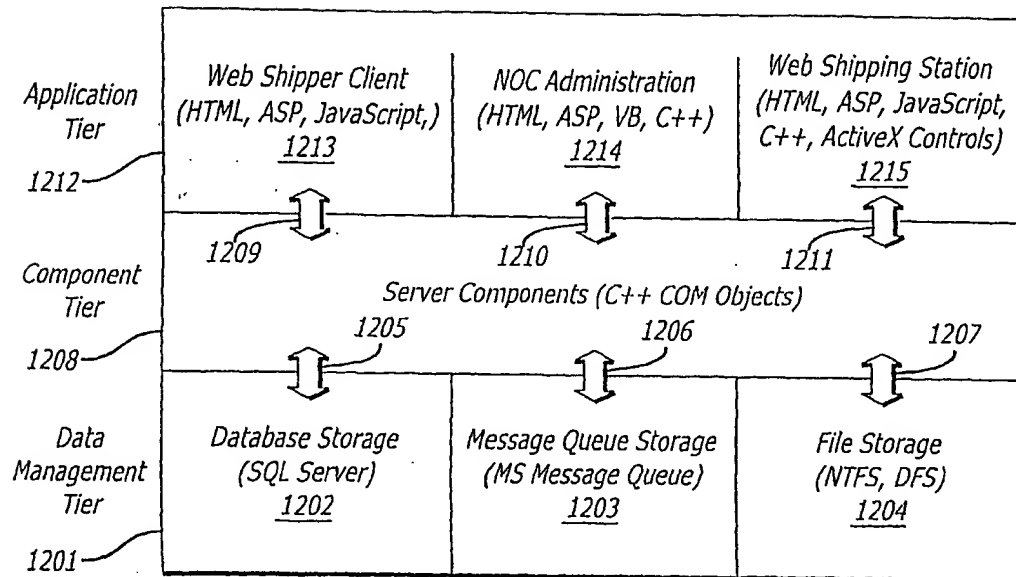 Application
Tier
1212
Web Shipper Client
(HTML, ASP, JavaScript,)
1213
NOC Administration
(HTML, ASP, VB, C++)
1214
Web Shipping Station
(HTML, ASP, JavaScript,
C++, ActiveX Controls)
1215
1209
1210
1211
Component
Tier
1208
Server Components (C++ COM Objects)
1205
1206
1207
Data
Management
Tier
1201
Database Storage
(SQL Server)
1202
Message Queue Storage
(MS Message Queue)
1203
File Storage
(NTFS, DFS)
1204